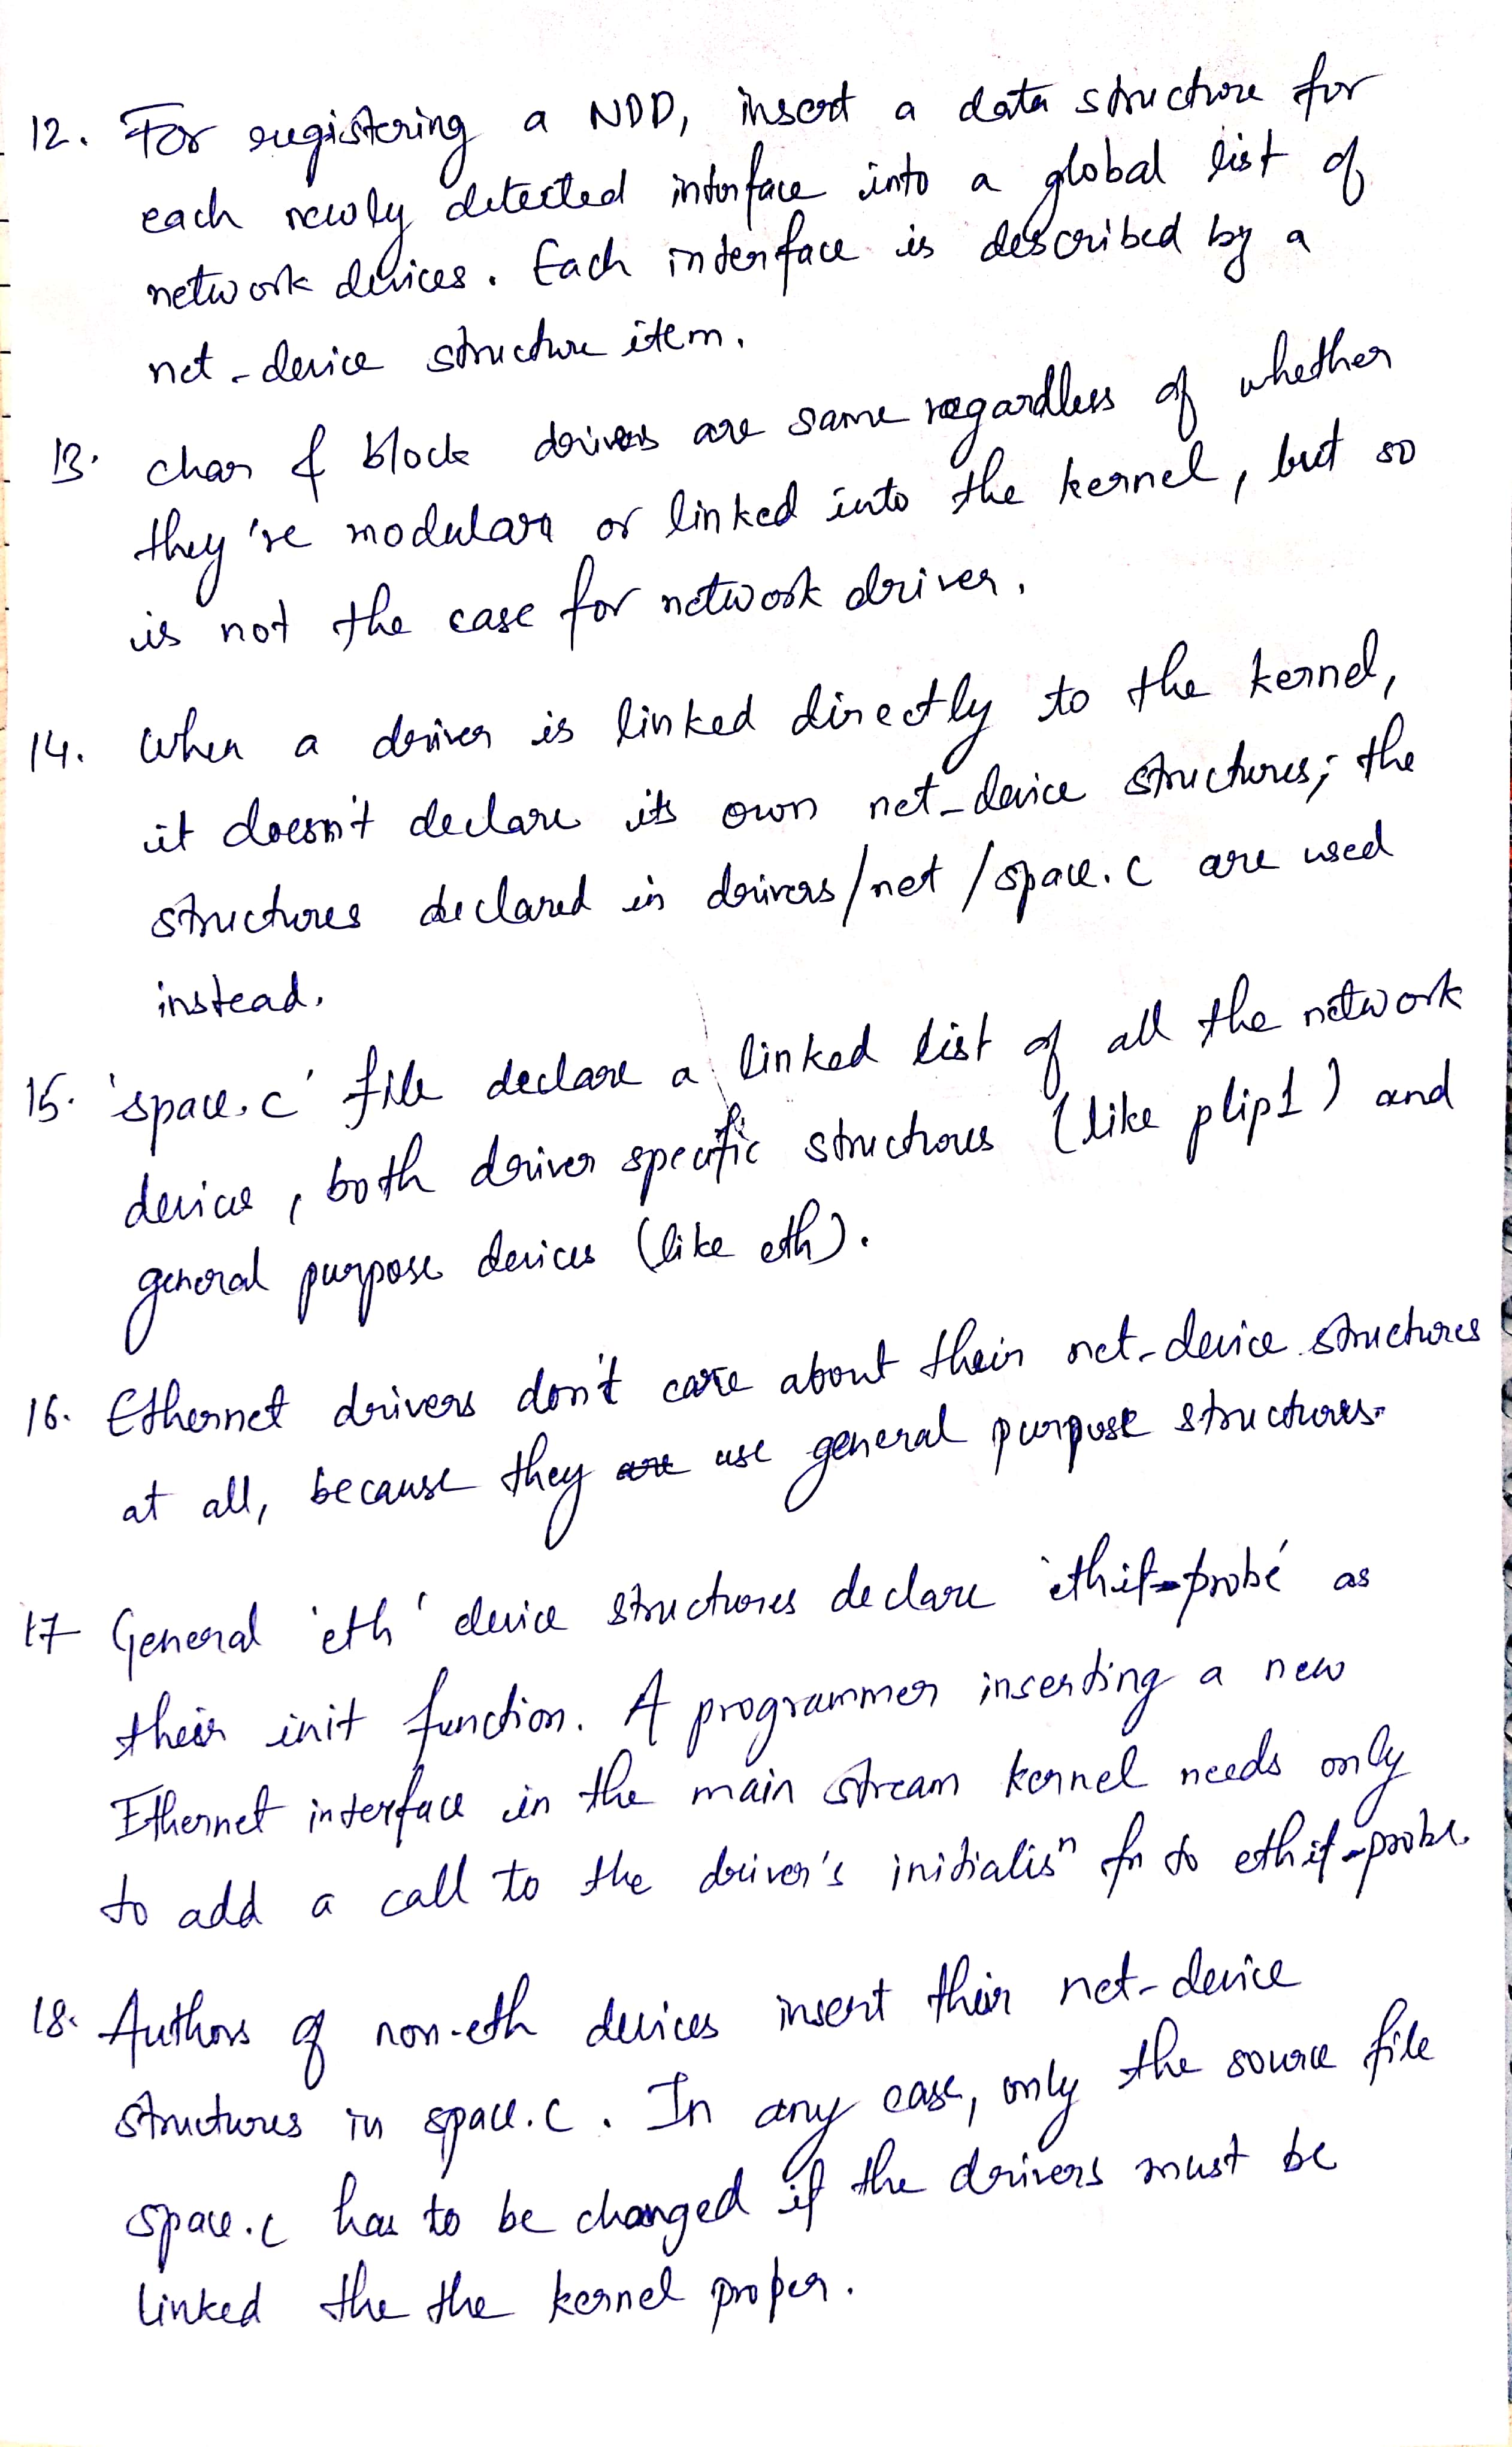 12. For registering a NDD, insert a data structure for
each newly detected interface into a global list of
network devices. Each interface is described by a
net-device structure item.
13. char & block drivers are same regardless of whether
they're modular or linked into the kernel, but so
is not the case for network driver.
14. When a driver is linked directly to the kernel,
it doesn't declare its own net_device structures; the
structures declared in drivers/net/space.c are used
instead.
15. 'space.c' file declare a linked list of all the network
devices, both driver specific structures (like plip1) and
general purpose devices (like eth).
16. Ethernet drivers don't care about their net-device structures
at all, because they use general purpose structures.
17 General 'eth' device structures declare 'ethif-probe' as
their init function. A programmer inserting a new
Ethernet interface in the main stream kernel needs only
to add a call to the driver's initialisn fn to ethif-probe.
18. Authors of non-eth devices insert their net-device
structures in space.c. In any case, only the source file
space.c has to be changed if the drivers must be
linked the the kernel proper.